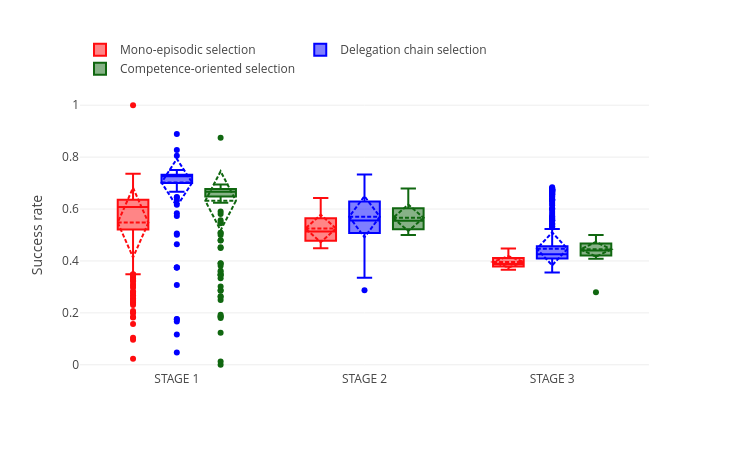 Mono-episodic selection
Delegation chain selection
Competence-oriented selection
Success rate
1
0.8
0.6
0.4
0.2
0
STAGE 1
STAGE 2
STAGE 3